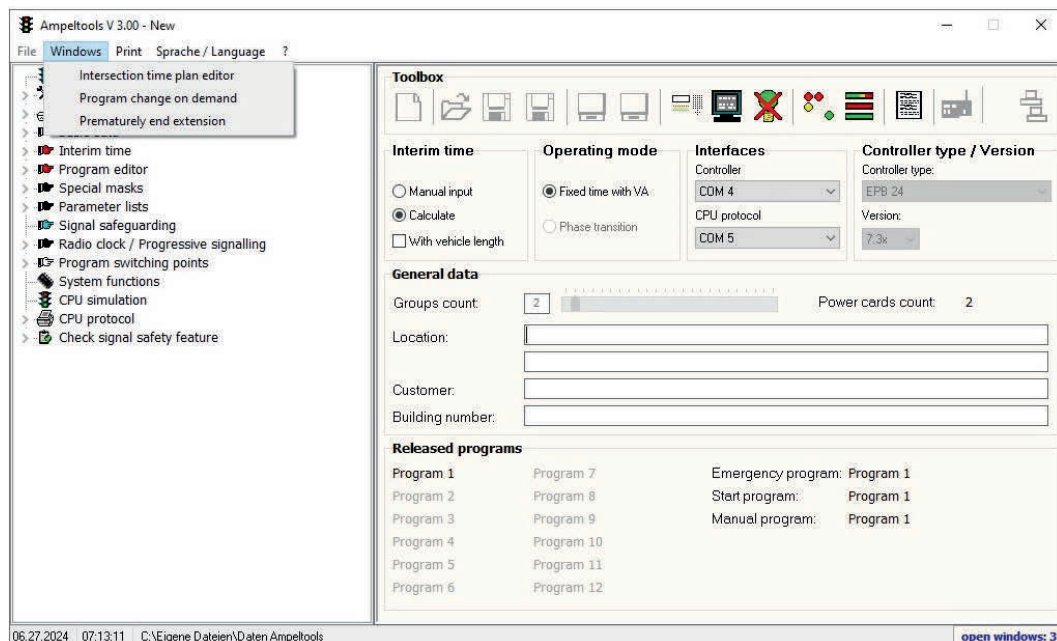 Ampeltools V 3.00 - New
File Windows Print Sprache / Language ?
Intersection time plan editor
Program change on demand
Prematurely end extension
Interim time
Program editor
Special masks
Parameter lists
Signal safeguarding
Radio clock / Progressive signalling
Program switching points
System functions
CPU simulation
CPU protocol
Check signal safety feature
Toolbox
Interim time
Manual input
Calculate
With vehicle length
Operating mode
Fixed time with VA
Phase transition
Interfaces
Controller
COM 4
CPU protocol
COM 5
Controller type / Version
Controller type:
EPB 24
Version:
7.3x
General data
Groups count: 2 Power cards count: 2
Location:
Customer:
Building number:
Released programs
Program 1
Program 2
Program 3
Program 4
Program 5
Program 6
Program 7
Program 8
Program 9
Program 10
Program 11
Program 12
Emergency program: Program 1
Start program: Program 1
Manual program: Program 1
06.27.2024 07:13:11 C:\Eigene Dateien\Daten Ampeltools open windows: 3